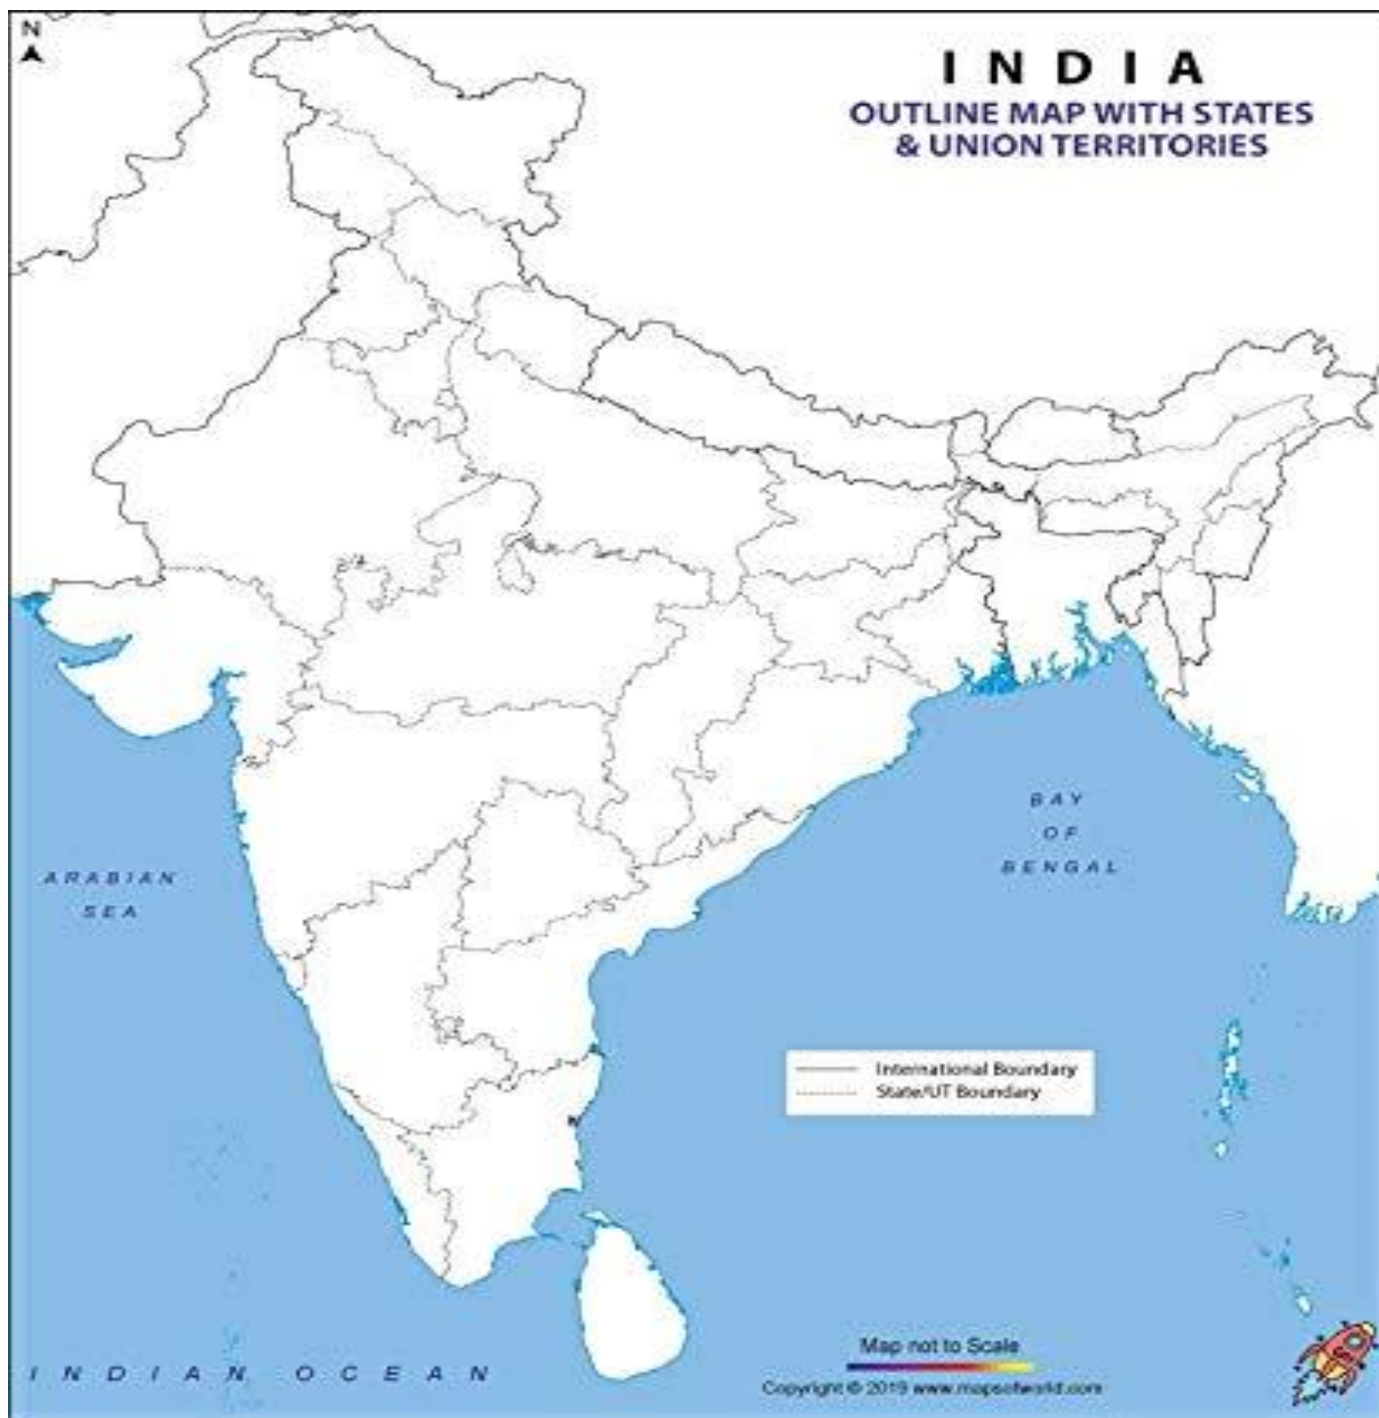 N
INDIA
OUTLINE MAP WITH STATES
& UNION TERRITORIES
BAY
OF
BENGAL
ARABIAN
SEA
International Boundary
State/UT Boundary
Map not to Scale
INDIAN OCEAN
Copyright © 2019 www.mapsofworld.com